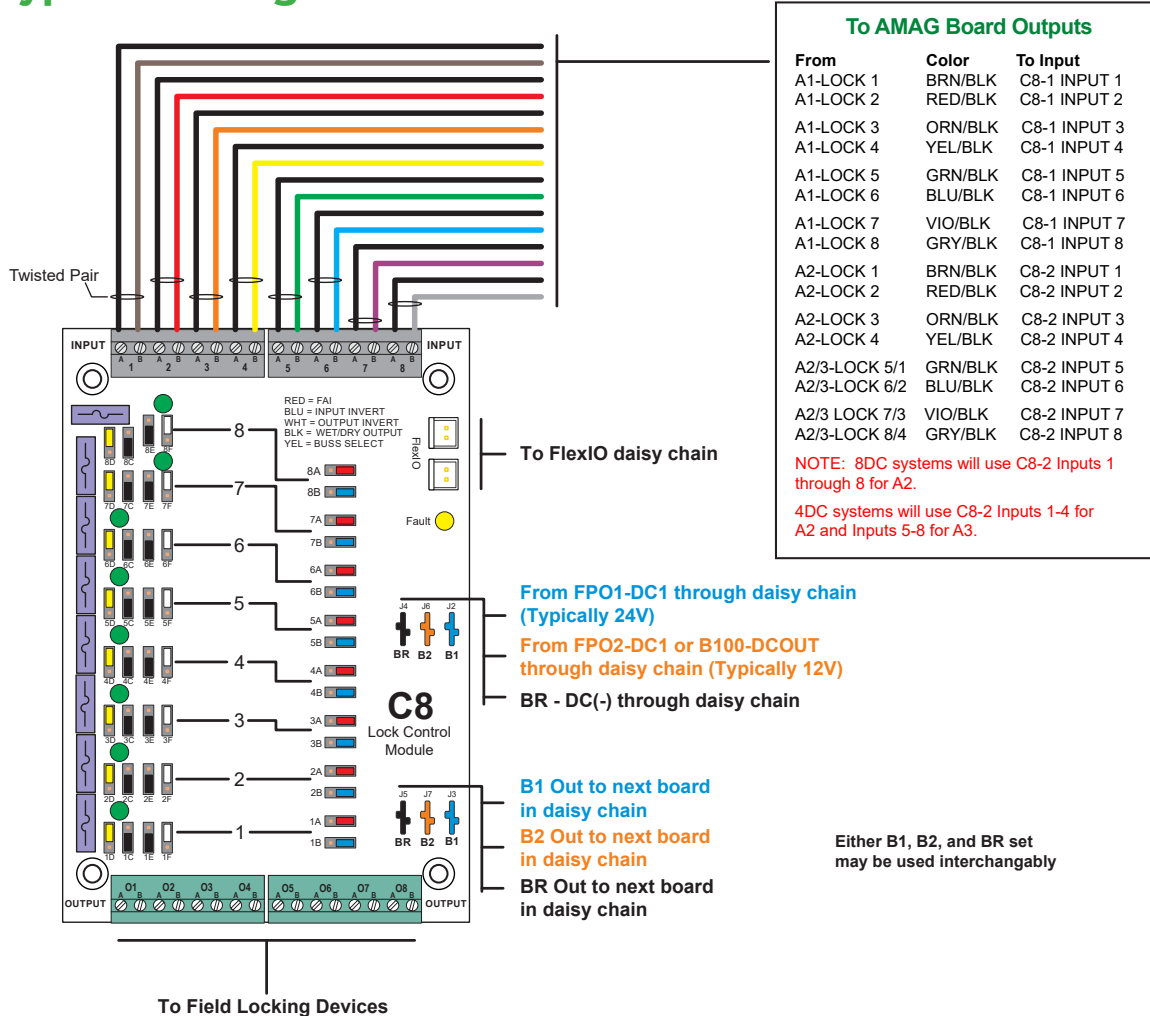 To AMAG Board Outputs
From Color To Input
A1-LOCK 1 BRN/BLK C8-1 INPUT 1
A1-LOCK 2 RED/BLK C8-1 INPUT 2
A1-LOCK 3 ORN/BLK C8-1 INPUT 3
A1-LOCK 4 YEL/BLK C8-1 INPUT 4
A1-LOCK 5 GRN/BLK C8-1 INPUT 5
A1-LOCK 6 BLU/BLK C8-1 INPUT 6
A1-LOCK 7 VIO/BLK C8-1 INPUT 7
A1-LOCK 8 GRY/BLK C8-1 INPUT 8
A2-LOCK 1 BRN/BLK C8-2 INPUT 1
A2-LOCK 2 RED/BLK C8-2 INPUT 2
A2-LOCK 3 ORN/BLK C8-2 INPUT 3
A2-LOCK 4 YEL/BLK C8-2 INPUT 4
A2/3-LOCK 5/1 GRN/BLK C8-2 INPUT 5
A2/3-LOCK 6/2 BLU/BLK C8-2 INPUT 6
A2/3 LOCK 7/3 VIO/BLK C8-2 INPUT 7
A2/3-LOCK 8/4 GRY/BLK C8-2 INPUT 8
NOTE: 8DC systems will use C8-2 Inputs 1
through 8 for A2.
4DC systems will use C8-2 Inputs 1-4 for
A2 and Inputs 5-8 for A3.
Twisted Pair
INPUT
A B A B A B A B A B A B A B A B
1 2 3 4 5 6 7 8
INPUT
RED = FAI
BLU = INPUT INVERT
WHT = OUTPUT INVERT
BLK = WET/DRY OUTPUT
YEL = BUSS SELECT
FlexIO
To FlexIO daisy chain
Fault
8D 8C 8E 8F
8
8A
8B
7D 7C 7E 7F
7
7A
7B
6D 6C 6E 6F
6
6A
6B
5D 5C 5E 5F
5
5A
5B
4D 4C 4E 4F
4
4A
4B
3D 3C 3E 3F
3
3A
3B
2D 2C 2E 2F
2
2A
2B
1D 1C 1E 1F
1
1A
1B
J4 J6 J2
BR B2 B1
From FPO1-DC1 through daisy chain
(Typically 24V)
From FPO2-DC1 or B100-DCOUT
through daisy chain (Typically 12V)
BR - DC(-) through daisy chain
C8
Lock Control
Module
J5 J7 J3
BR B2 B1
B1 Out to next board
in daisy chain
B2 Out to next board
in daisy chain
BR Out to next board
in daisy chain
Either B1, B2, and BR set
may be used interchangably
OUTPUT
O1 O2 O3 O4 O5 O6 O7 O8
A B A B A B A B A B A B A B A B
OUTPUT
To Field Locking Devices